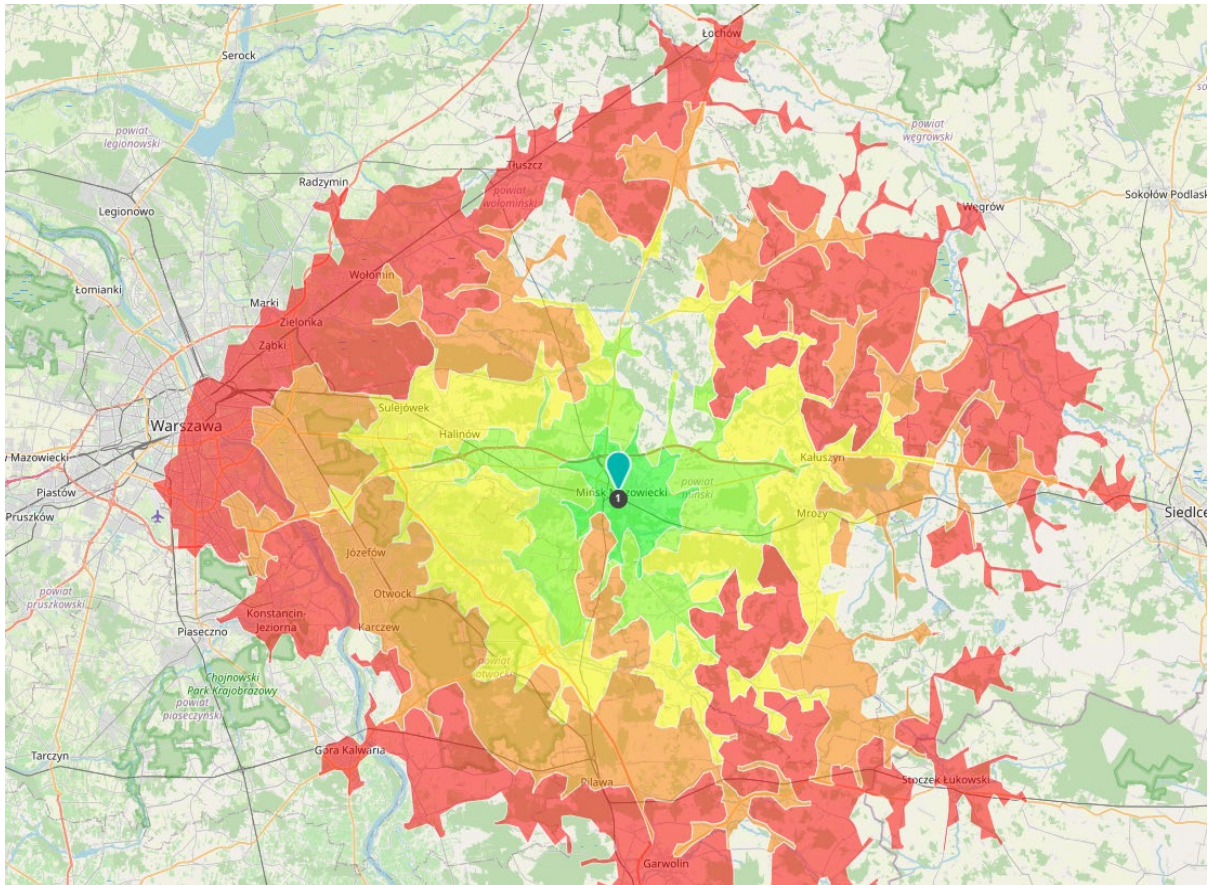 Łochów
Serock
powiat
legionowski
powiat
węgrowski
Tłuszcz
Radzymin
powiat
wołomiński
Sokołów Podlask
Legionowo
Węgrów
Wołomin
Łomianki
Marki
Zielonka
Ząbki
Sulejówek
Warszawa
Halinów
Kałuszyn
w-Mazowiecki
powiat
miński
Piastów
Mińsk Mazowiecki
1
Mrozy
Siedlce
Pruszków
Józefów
powiat
pruszkowski
Otwock
Konstancin-
Jeziorna
Karczew
Piaseczno
powiat
otwocki
Chojnowski
Park Krajobrazowy
powiat
piaseczyński
Tarczyn
Góra Kalwaria
Pilawa
Stoczek Łukowski
Garwolin